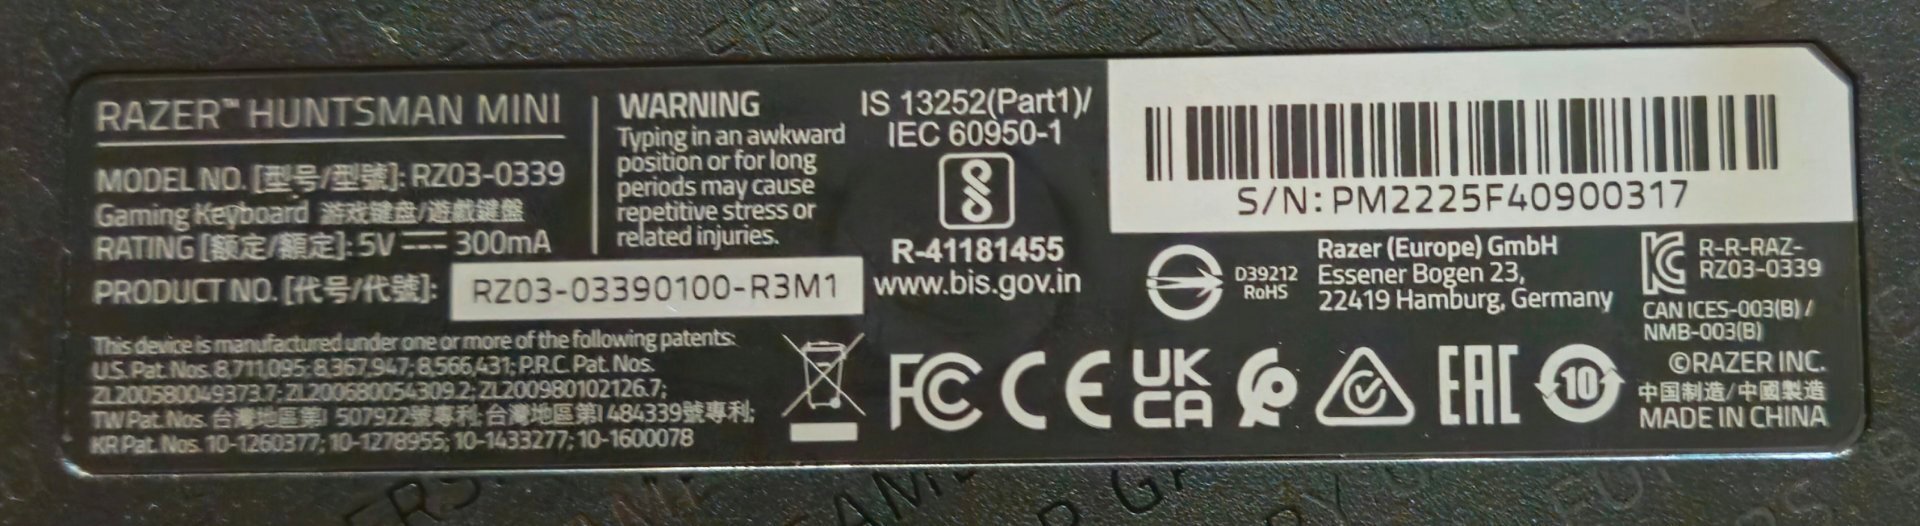 RAZER™ HUNTSMAN MINI
MODEL NO. [型号/型號]: RZ03-0339
Gaming Keyboard 游戏键盘/遊戲鍵盤
RATING [额定/額定]: 5V ⎓ 300mA
PRODUCT NO. [代号/代號]:
RZ03-03390100-R3M1
This device is manufactured under one or more of the following patents:
U.S. Pat. Nos. 8,711,095; 8,367,947; 8,566,431; P.R.C. Pat. Nos.
ZL200580049373.7; ZL200680054309.2; ZL200980102126.7;
TW Pat. Nos. 台灣地區第I 507922號專利; 台灣地區第I 484339號專利;
KR Pat. Nos. 10-1260377; 10-1278955; 10-1433277; 10-1600078
WARNING
Typing in an awkward
position or for long
periods may cause
repetitive stress or
related injuries.
IS 13252(Part1)/
IEC 60950-1
R-41181455
www.bis.gov.in
S/N: PM2225F40900317
D39212
RoHS
Razer (Europe) GmbH
Essener Bogen 23,
22419 Hamburg, Germany
R-R-RAZ-
RZ03-0339
CAN ICES-003(B) /
NMB-003(B)
FC CE UK
CA
EAC 10
©RAZER INC.
中国制造/中國製造
MADE IN CHINA